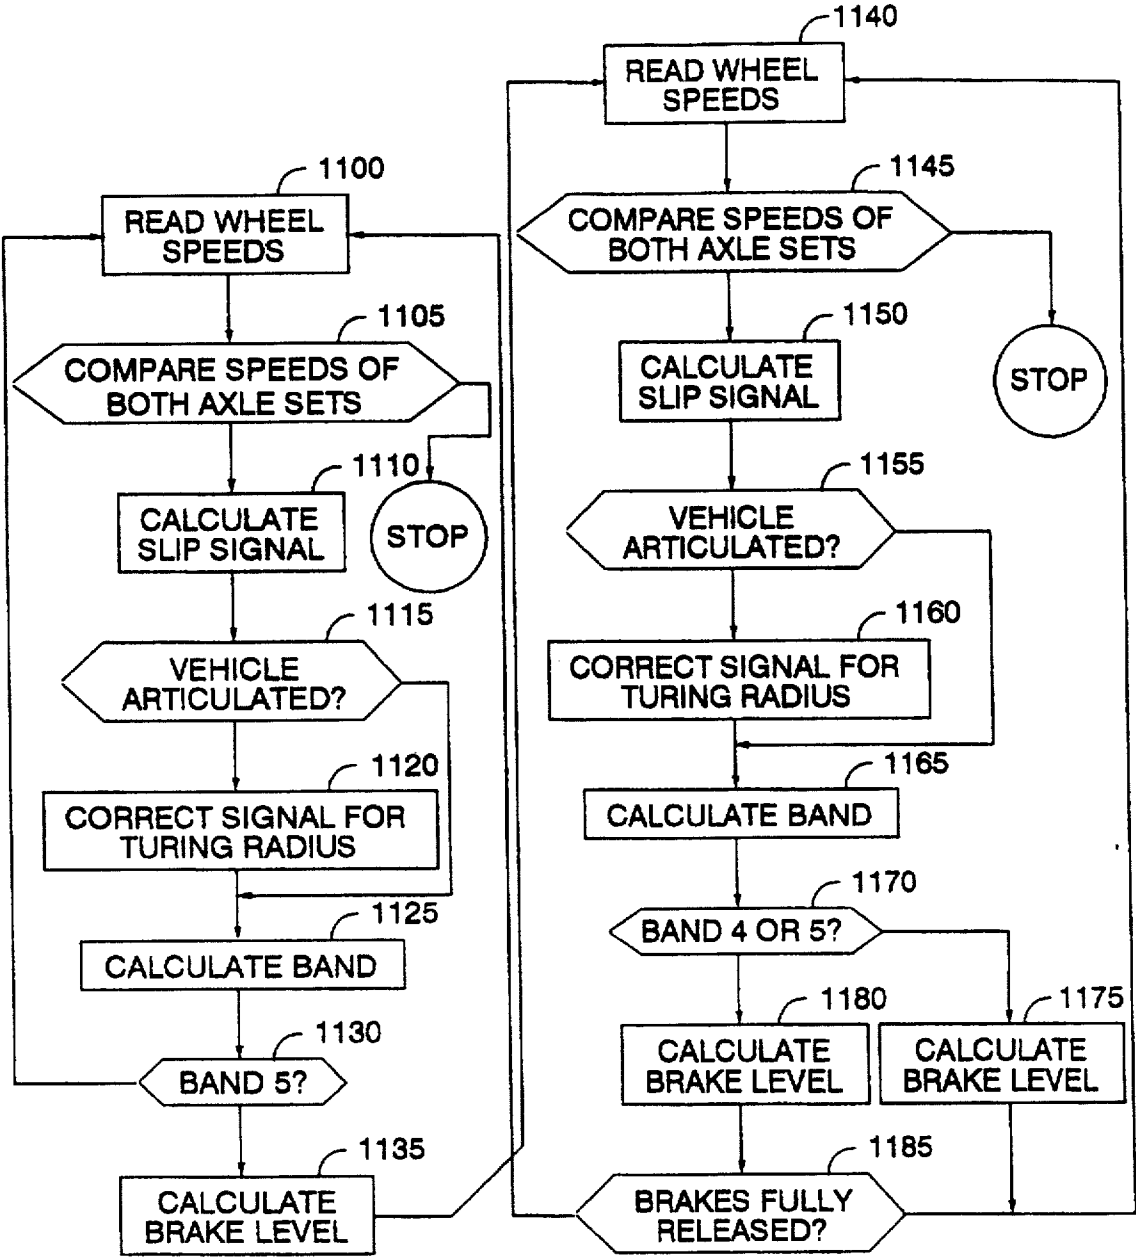 1100
READ WHEEL
SPEEDS
1105
COMPARE SPEEDS OF
BOTH AXLE SETS
1110
CALCULATE
SLIP SIGNAL
STOP
1115
VEHICLE
ARTICULATED?
1120
CORRECT SIGNAL FOR
TURING RADIUS
1125
CALCULATE BAND
1130
BAND 5?
1135
CALCULATE
BRAKE LEVEL
1140
READ WHEEL
SPEEDS
1145
COMPARE SPEEDS OF
BOTH AXLE SETS
STOP
1150
CALCULATE
SLIP SIGNAL
1155
VEHICLE
ARTICULATED?
1160
CORRECT SIGNAL FOR
TURING RADIUS
1165
CALCULATE BAND
1170
BAND 4 OR 5?
1180
CALCULATE
BRAKE LEVEL
1175
CALCULATE
BRAKE LEVEL
1185
BRAKES FULLY
RELEASED?